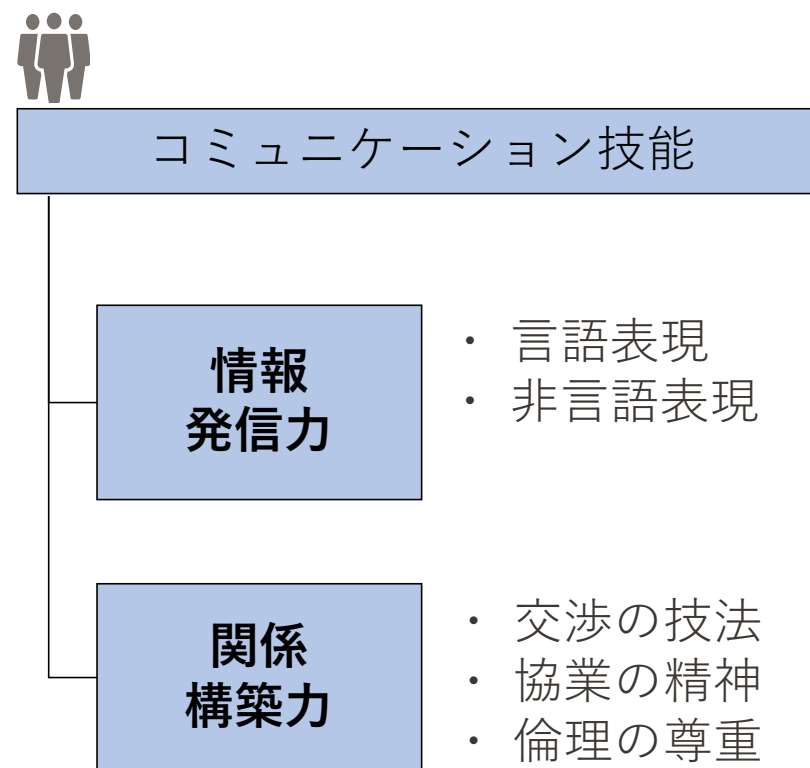 コミュニケーション技能
情報
発信力
・ 言語表現
・ 非言語表現
関係
構築力
・ 交渉の技法
・ 協業の精神
・ 倫理の尊重